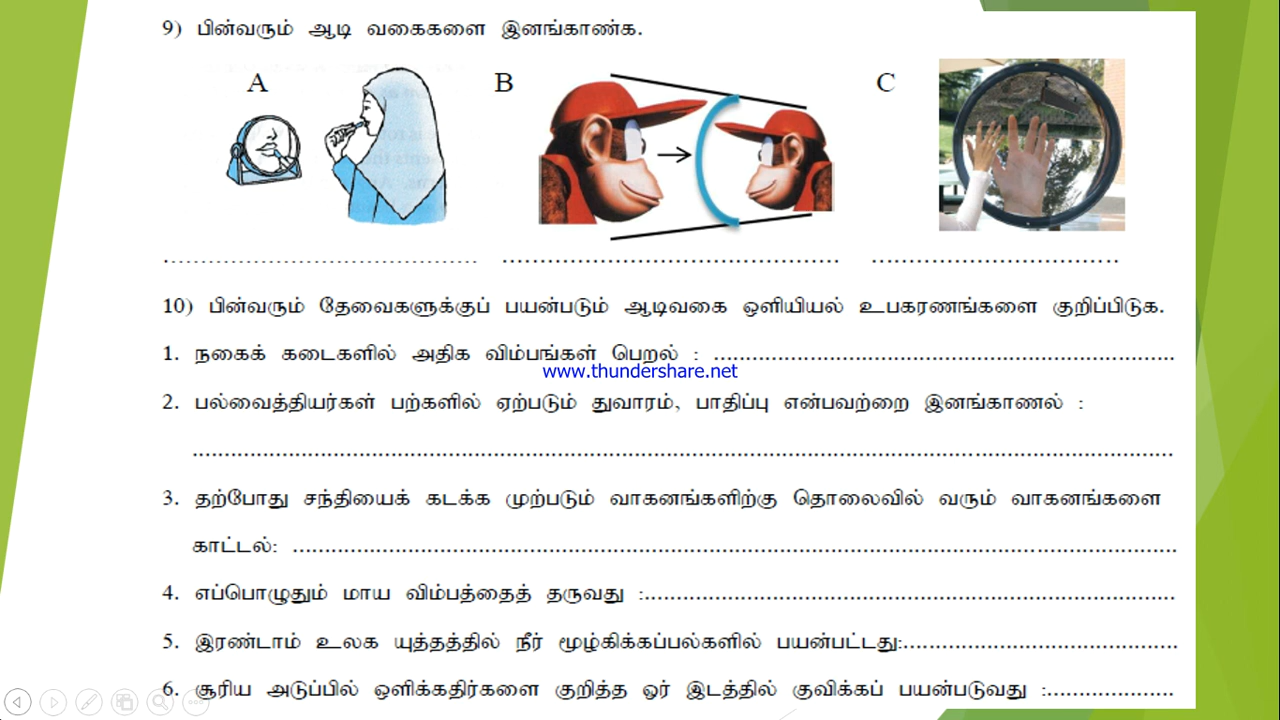 9) பின்வரும் ஆடி வகைகளை இனங்காண்க.
A B C
...................................... ........................................... ................................
10) பின்வரும் தேவைகளுக்குப் பயன்படும் ஆடிவகை ஒளியியல் உபகரணங்களை குறிப்பிடுக.
1. நகைக் கடைகளில் அதிக விம்பங்கள் பெறல் : ........................................................................
www.thundershare.net
2. பல்வைத்தியர்கள் பற்களில் ஏற்படும் துவாரம், பாதிப்பு என்பவற்றை இனங்காணல் :
........................................................................................................................
3. தற்போது சந்தியைக் கடக்க முற்படும் வாகனங்களிற்கு தொலைவில் வரும் வாகனங்களை
காட்டல்: ........................................................................................................................
4. எப்பொழுதும் மாய விம்பத்தைத் தருவது :....................................................................................
5. இரண்டாம் உலக யுத்தத்தில் நீர் மூழ்கிக்கப்பல்களில் பயன்பட்டது:...........................................
6. சூரிய அடுப்பில் ஒளிக்கதிர்களை குறித்த ஓர் இடத்தில் குவிக்கப் பயன்படுவது :....................